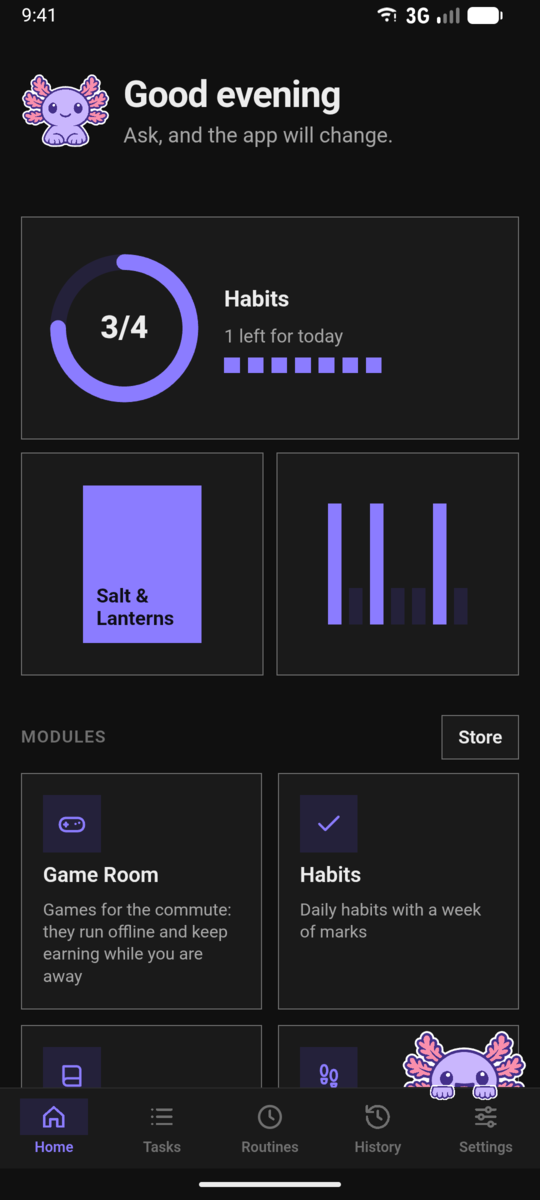 9:41
3G
Good evening
Ask, and the app will change.
3/4
Habits
1 left for today
Salt &
Lanterns
MODULES
Store
Game Room
Games for the commute:
they run offline and keep
earning while you are
away
Habits
Daily habits with a week
of marks
Home
Tasks
Routines
History
Settings